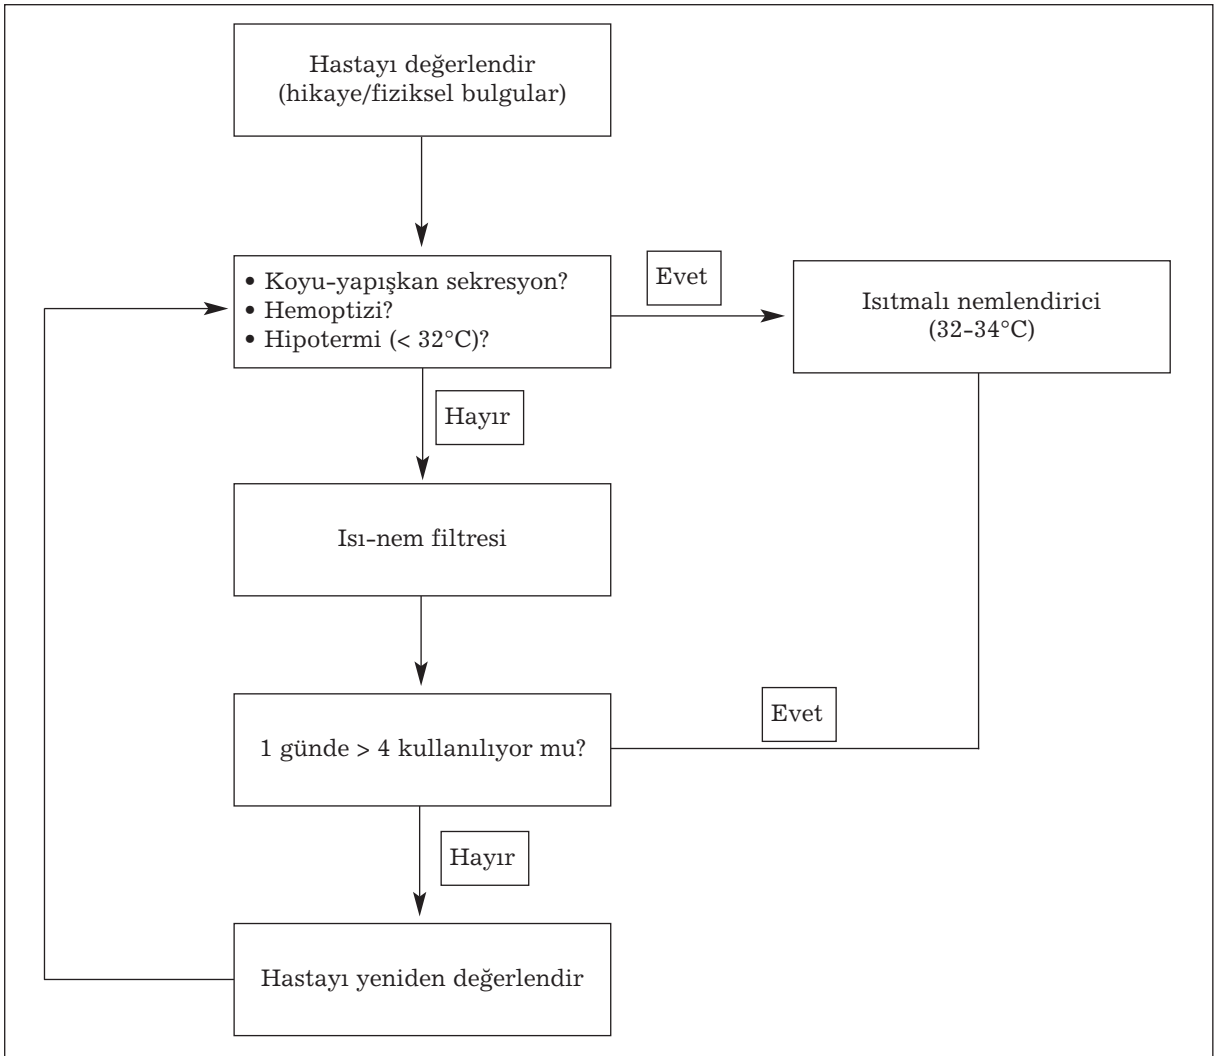 Hastayı değerlendir
(hikaye/fiziksel bulgular)
• Koyu-yapışkan sekresyon?
• Hemoptizi?
• Hipotermi (< 32°C)?
Evet
Isıtmalı nemlendirici
(32-34°C)
Hayır
Isı-nem filtresi
1 günde > 4 kullanılıyor mu?
Evet
Hayır
Hastayı yeniden değerlendir